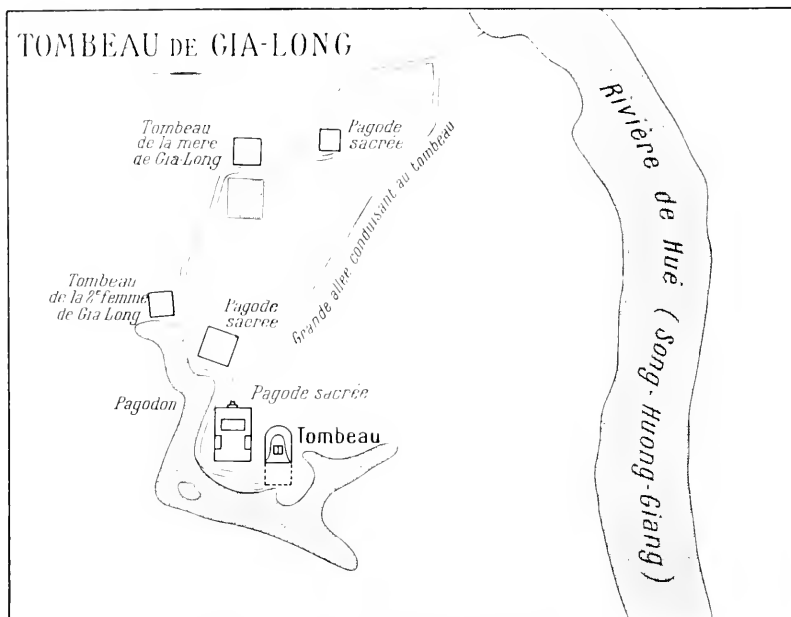 TOMBEAU DE GIA-LONG
Tombeau
de la mere
de Gia-Long
Pagode
sacrée
Grande allée conduisant au tombeau
Rivière de Hué (Song-Huong-Giang)
Tombeau
de la 2e femme
de Gia Long
Pagode
sacrée
Pagodon
Pagode sacrée
Tombeau